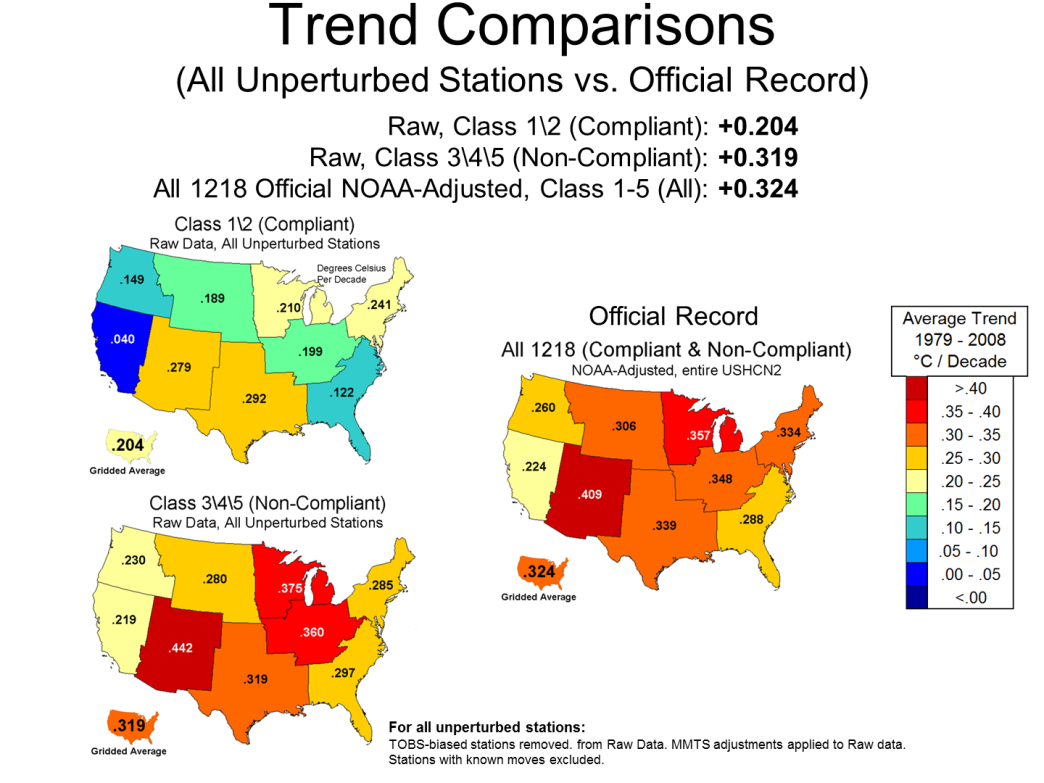 Trend Comparisons
(All Unperturbed Stations vs. Official Record)
Raw, Class 1\2 (Compliant): +0.204
Raw, Class 3\4\5 (Non-Compliant): +0.319
All 1218 Official NOAA-Adjusted, Class 1-5 (All): +0.324
Class 1\2 (Compliant)
Raw Data, All Unperturbed Stations
Degrees Celsius
Per Decade
.149
.189
.210
.241
.040
.279
.199
.292
.122
.204
Gridded Average
Class 3\4\5 (Non-Compliant)
Raw Data, All Unperturbed Stations
.230
.280
.375
.285
.219
.442
.360
.319
.297
.319
Gridded Average
Official Record
All 1218 (Compliant & Non-Compliant)
NOAA-Adjusted, entire USHCN2
.260
.306
.357
.334
.224
.409
.348
.339
.288
.324
Gridded Average
Average Trend
1979 - 2008
°C / Decade
>.40
.35 - .40
.30 - .35
.25 - .30
.20 - .25
.15 - .20
.10 - .15
.05 - .10
.00 - .05
<.00
For all unperturbed stations:
TOBS-biased stations removed. from Raw Data. MMTS adjustments applied to Raw data.
Stations with known moves excluded.